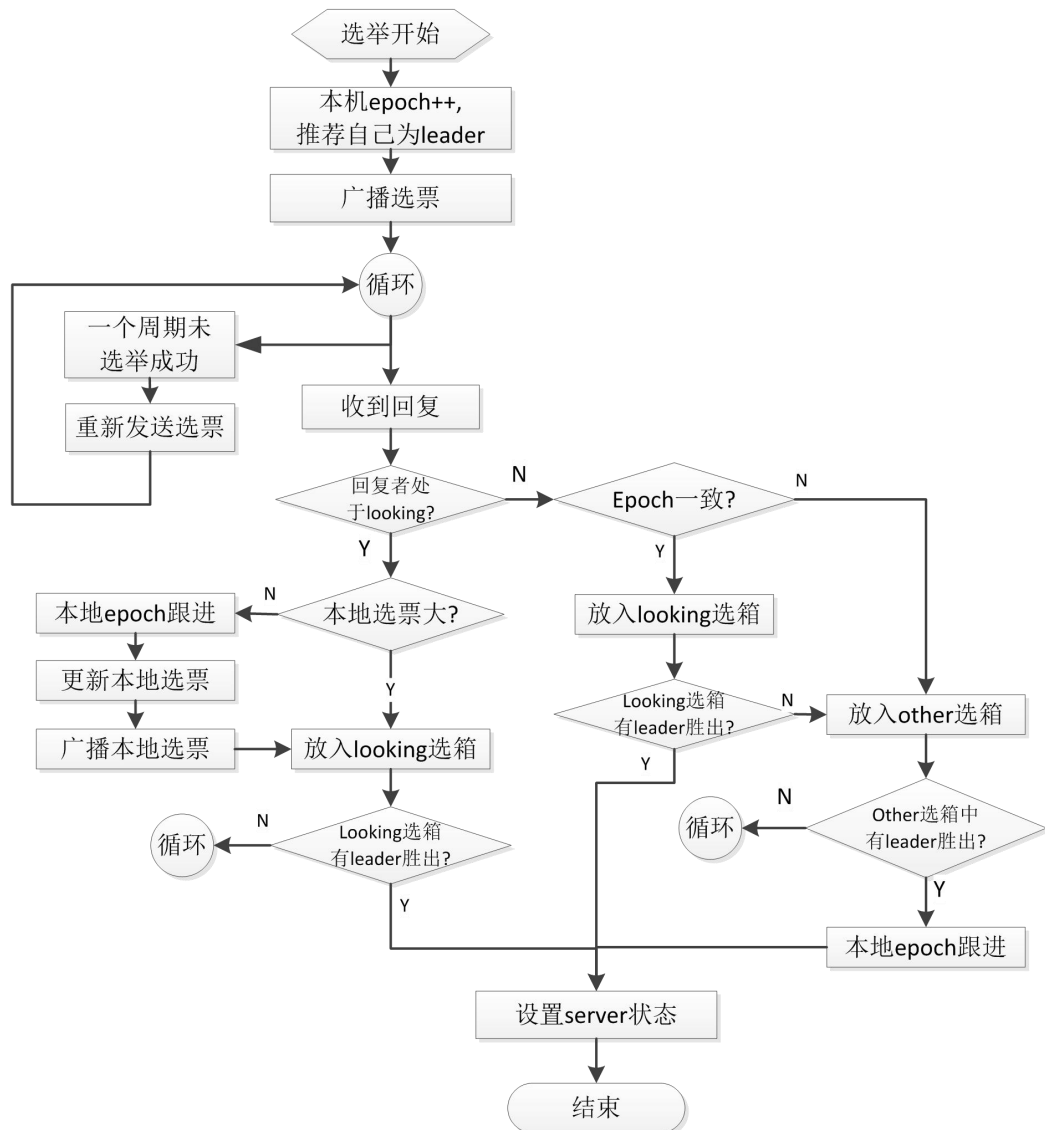 选举开始
本机epoch++,
推荐自己为leader
广播选票
循环
一个周期未
选举成功
重新发送选票
收到回复
回复者处
于looking?
N
Epoch一致?
N
Y
Y
本地选票大?
N
本地epoch跟进
更新本地选票
广播本地选票
Y
放入looking选箱
放入looking选箱
Looking选箱
有leader胜出?
N
Y
放入other选箱
Looking选箱
有leader胜出?
N
循环
Y
Other选箱中
有leader胜出?
N
循环
Y
本地epoch跟进
设置server状态
结束